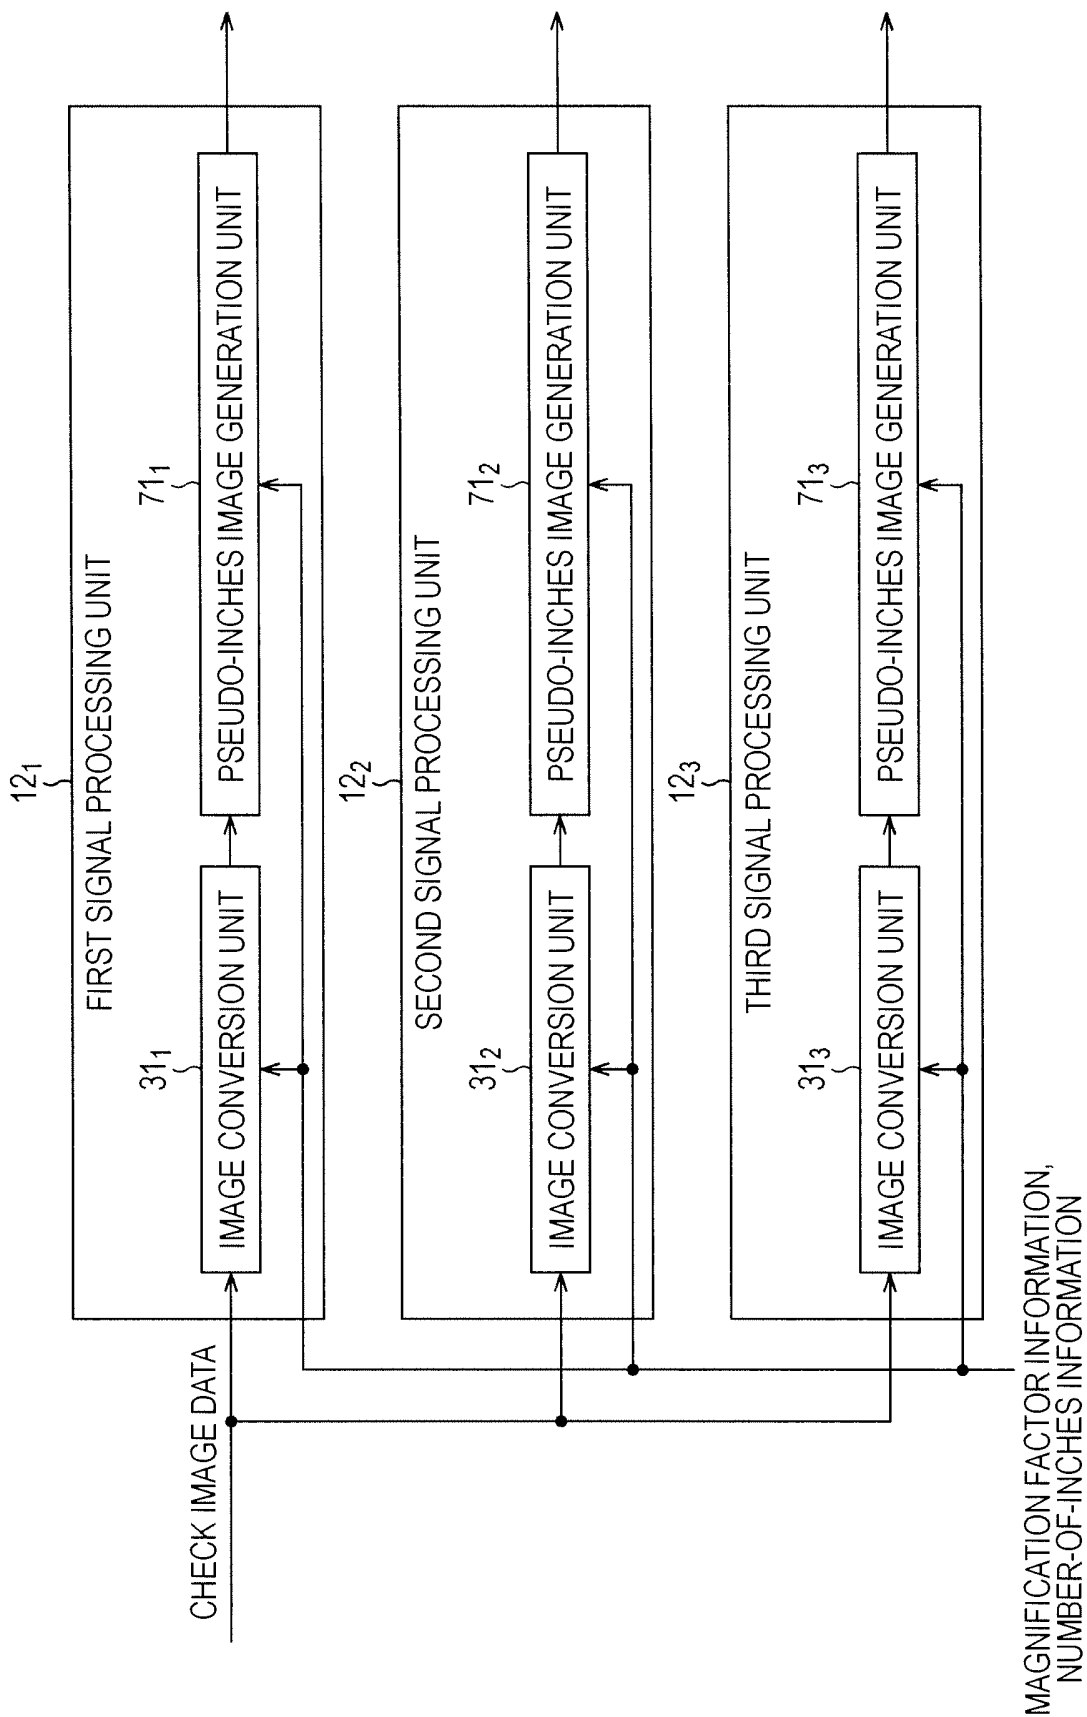 12₁
FIRST SIGNAL PROCESSING UNIT
CHECK IMAGE DATA
31₁
IMAGE CONVERSION UNIT
71₁
PSEUDO-INCHES IMAGE GENERATION UNIT
12₂
SECOND SIGNAL PROCESSING UNIT
31₂
IMAGE CONVERSION UNIT
71₂
PSEUDO-INCHES IMAGE GENERATION UNIT
12₃
THIRD SIGNAL PROCESSING UNIT
31₃
IMAGE CONVERSION UNIT
71₃
PSEUDO-INCHES IMAGE GENERATION UNIT
MAGNIFICATION FACTOR INFORMATION,
NUMBER-OF-INCHES INFORMATION